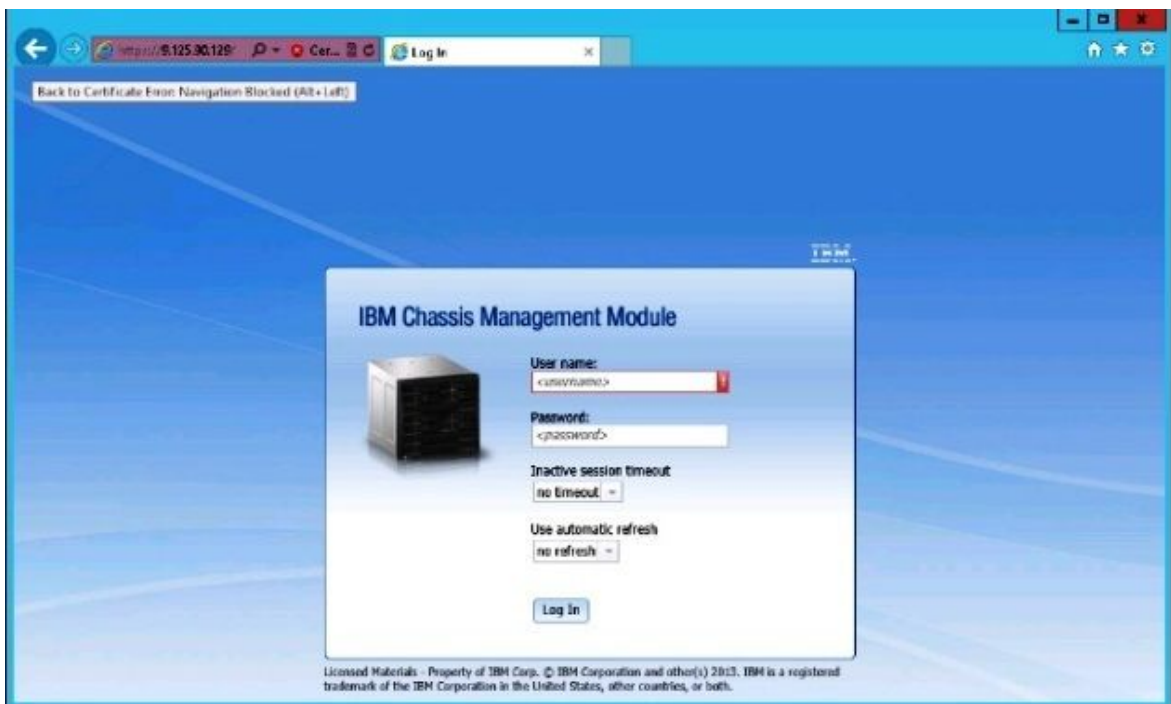 https://9.125.90.129/
Cer...
Log In
Back to Certificate Error: Navigation Blocked (Alt+Left)
IBM
IBM Chassis Management Module
User name:
<username>
Password:
<password>
Inactive session timeout
no timeout
Use automatic refresh
no refresh
Log In
Licensed Materials - Property of IBM Corp. © IBM Corporation and other(s) 2013. IBM is a registered
trademark of the IBM Corporation in the United States, other countries, or both.